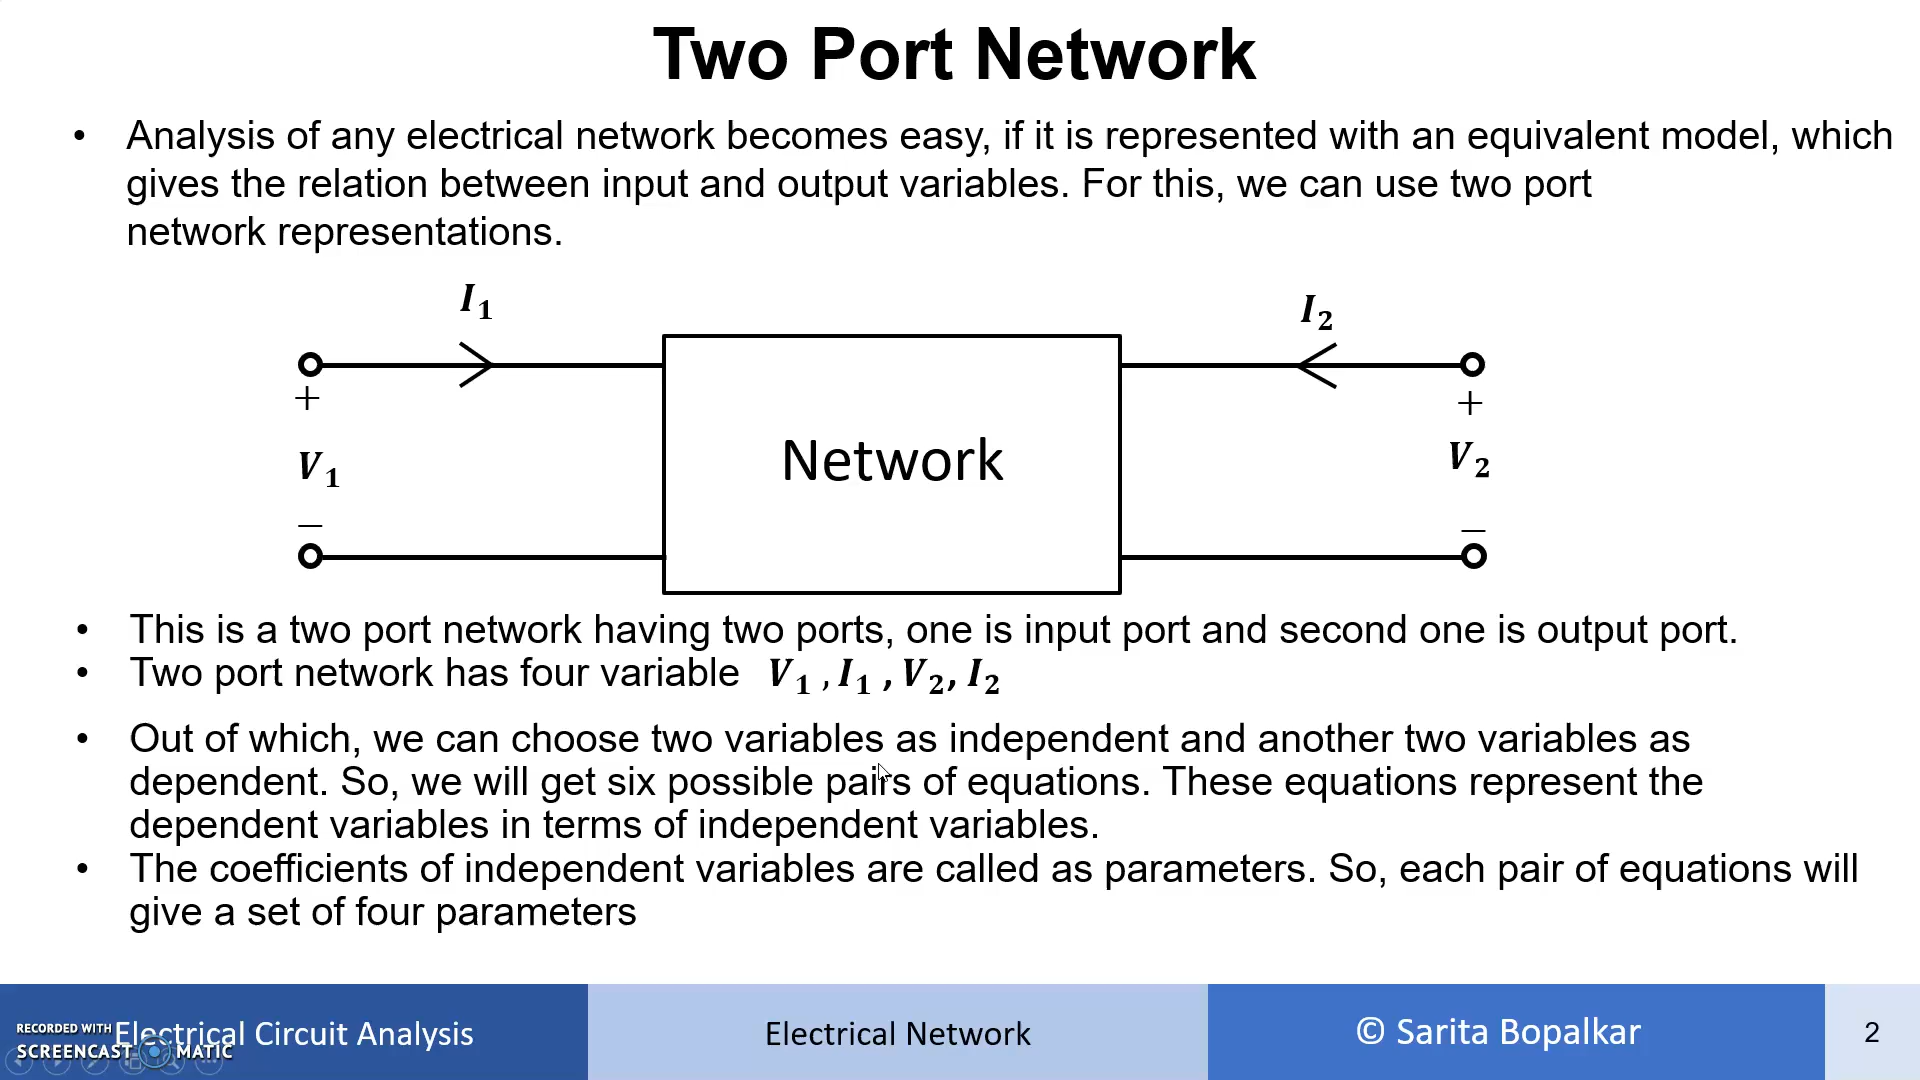 Two Port Network
• Analysis of any electrical network becomes easy, if it is represented with an equivalent model, which
gives the relation between input and output variables. For this, we can use two port
network representations.
I₁
I₂
+
+
V₁
V₂
Network
−
−
• This is a two port network having two ports, one is input port and second one is output port.
• Two port network has four variable V₁ , I₁ , V₂, I₂
• Out of which, we can choose two variables as independent and another two variables as
dependent. So, we will get six possible pairs of equations. These equations represent the
dependent variables in terms of independent variables.
• The coefficients of independent variables are called as parameters. So, each pair of equations will
give a set of four parameters
Electrical Circuit Analysis
Electrical Network
© Sarita Bopalkar
2
RECORDED WITH
SCREENCAST MATIC